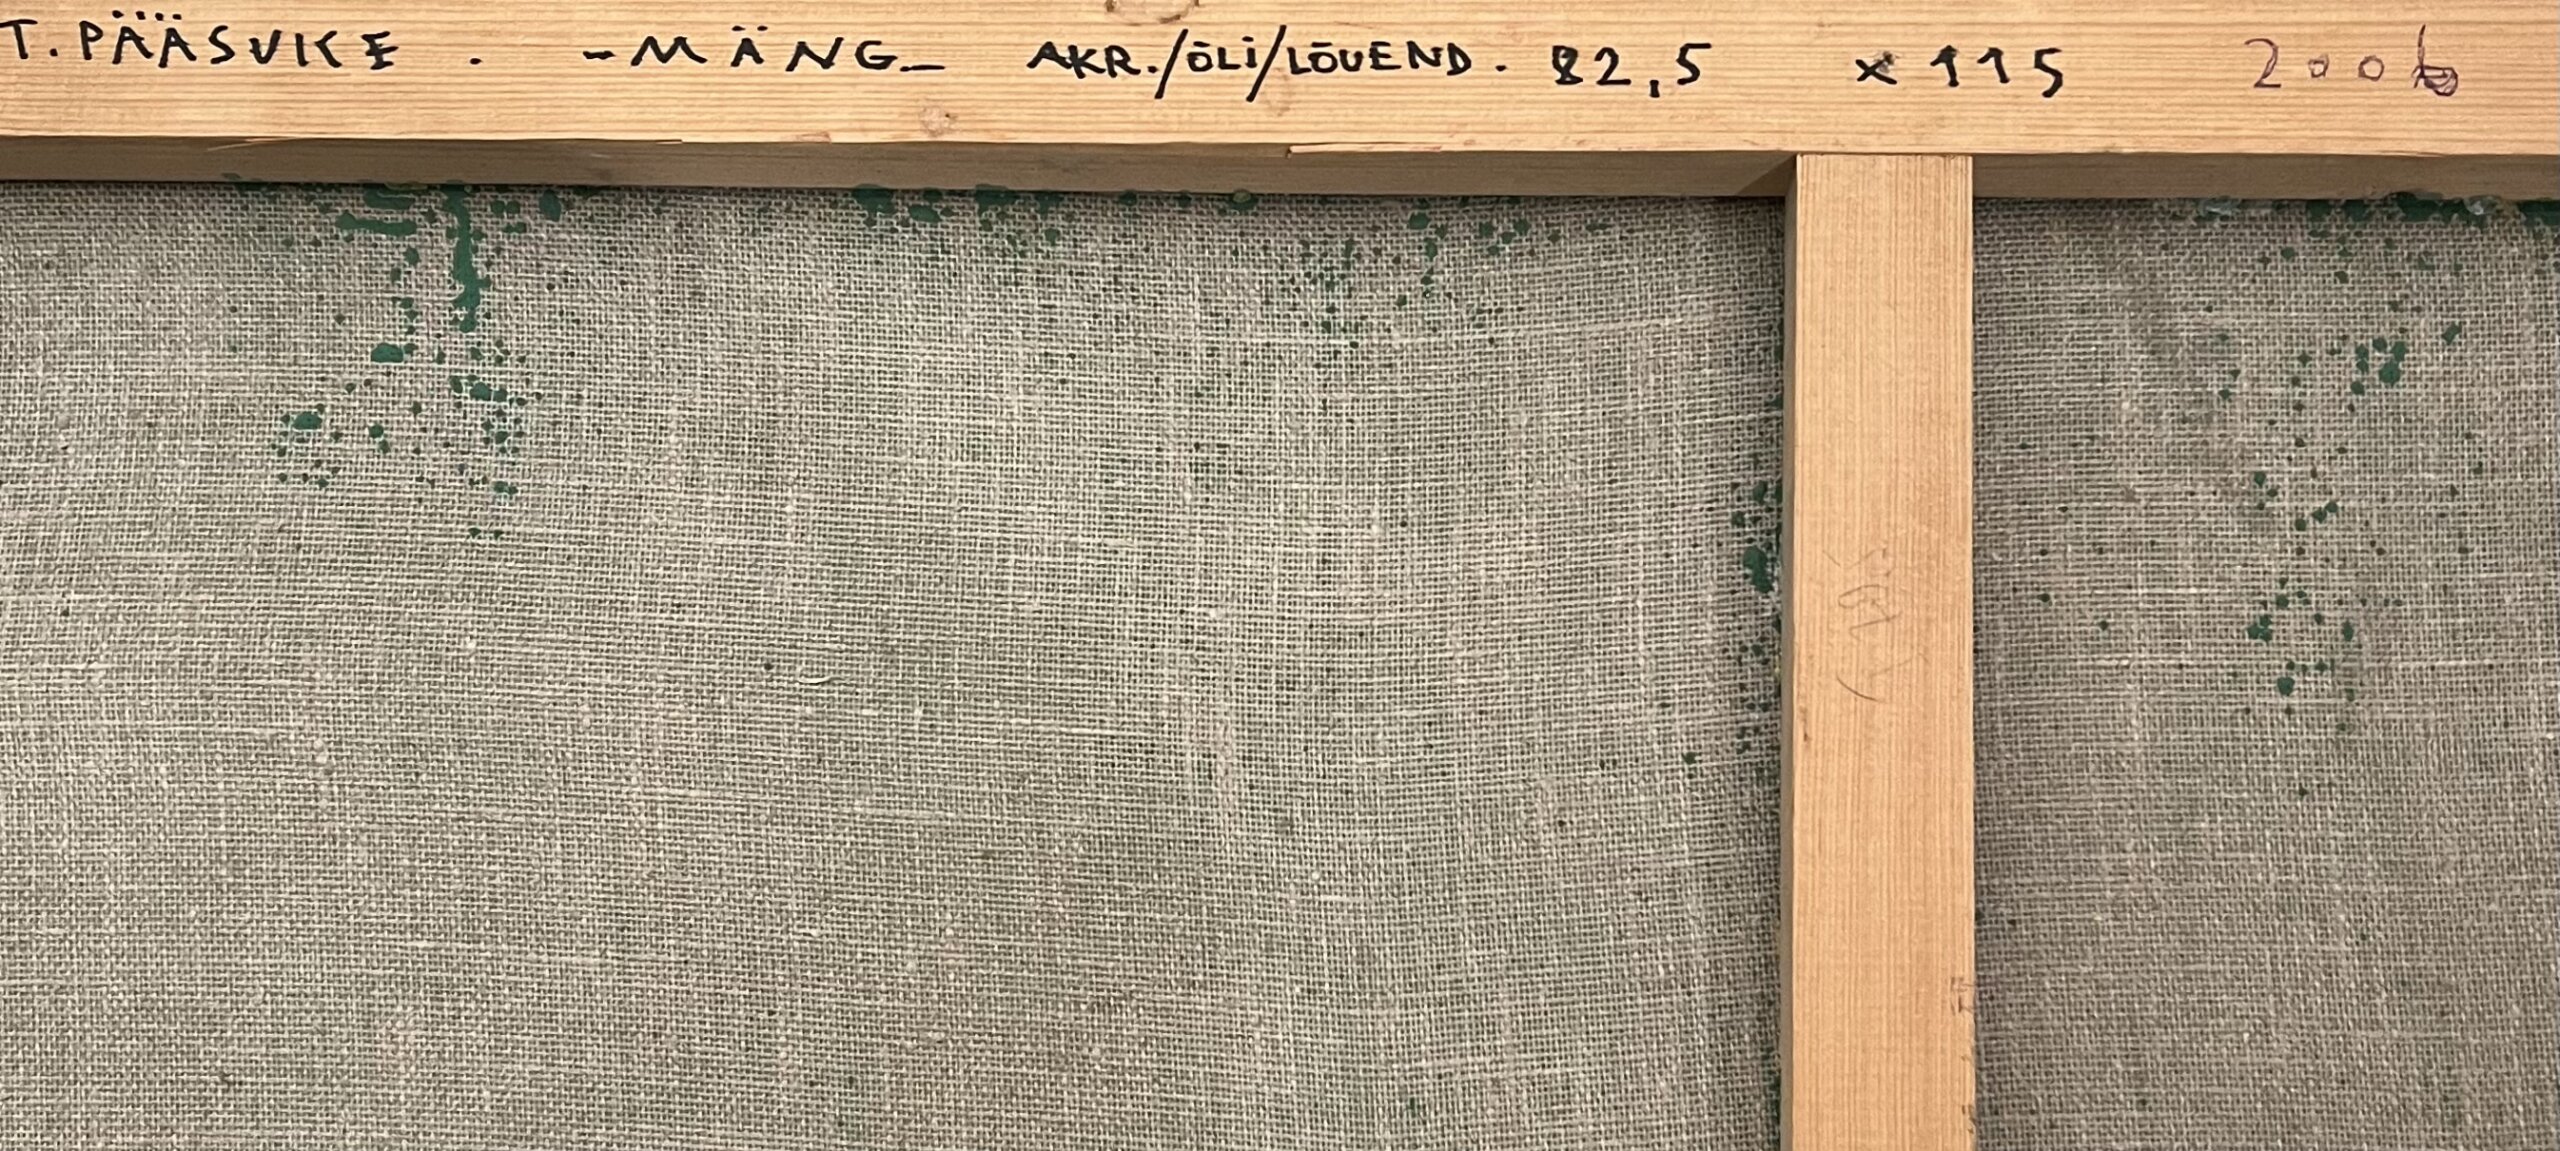 T. PÄÄSUKE . - MÄNG - AKR./ÕLI/LÕUEND. 82,5 x 115 2006